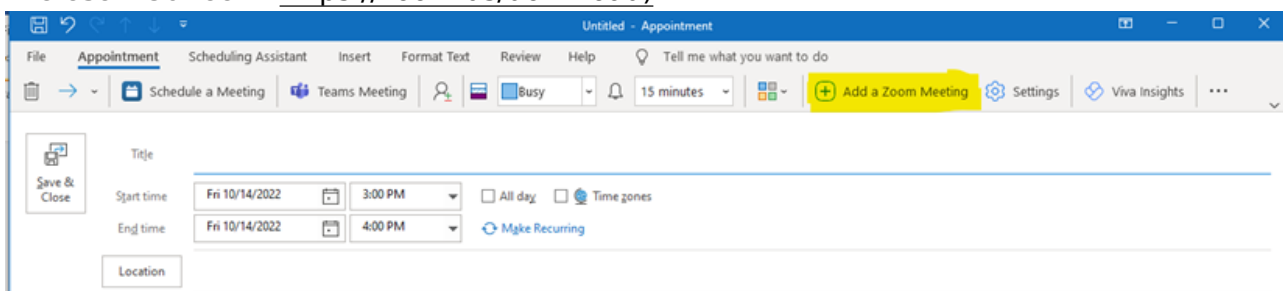 Untitled - Appointment
File Appointment Scheduling Assistant Insert Format Text Review Help Tell me what you want to do
Schedule a Meeting Teams Meeting Busy 15 minutes Add a Zoom Meeting Settings Viva Insights ...
Title
Save & Close
Start time Fri 10/14/2022 3:00 PM All day Time zones
End time Fri 10/14/2022 4:00 PM Make Recurring
Location